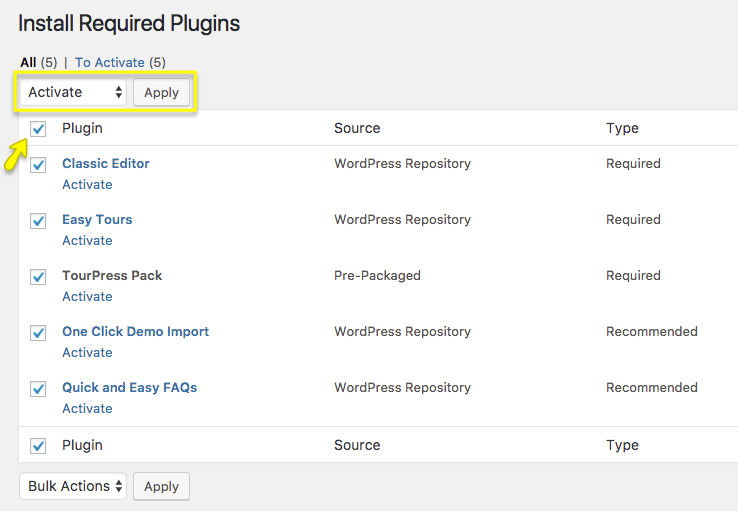 Install Required Plugins
All (5) | To Activate (5)
Activate Apply
Plugin Source Type
Classic Editor WordPress Repository Required
Activate
Easy Tours WordPress Repository Required
Activate
TourPress Pack Pre-Packaged Required
Activate
One Click Demo Import WordPress Repository Recommended
Activate
Quick and Easy FAQs WordPress Repository Recommended
Activate
Plugin Source Type
Bulk Actions Apply